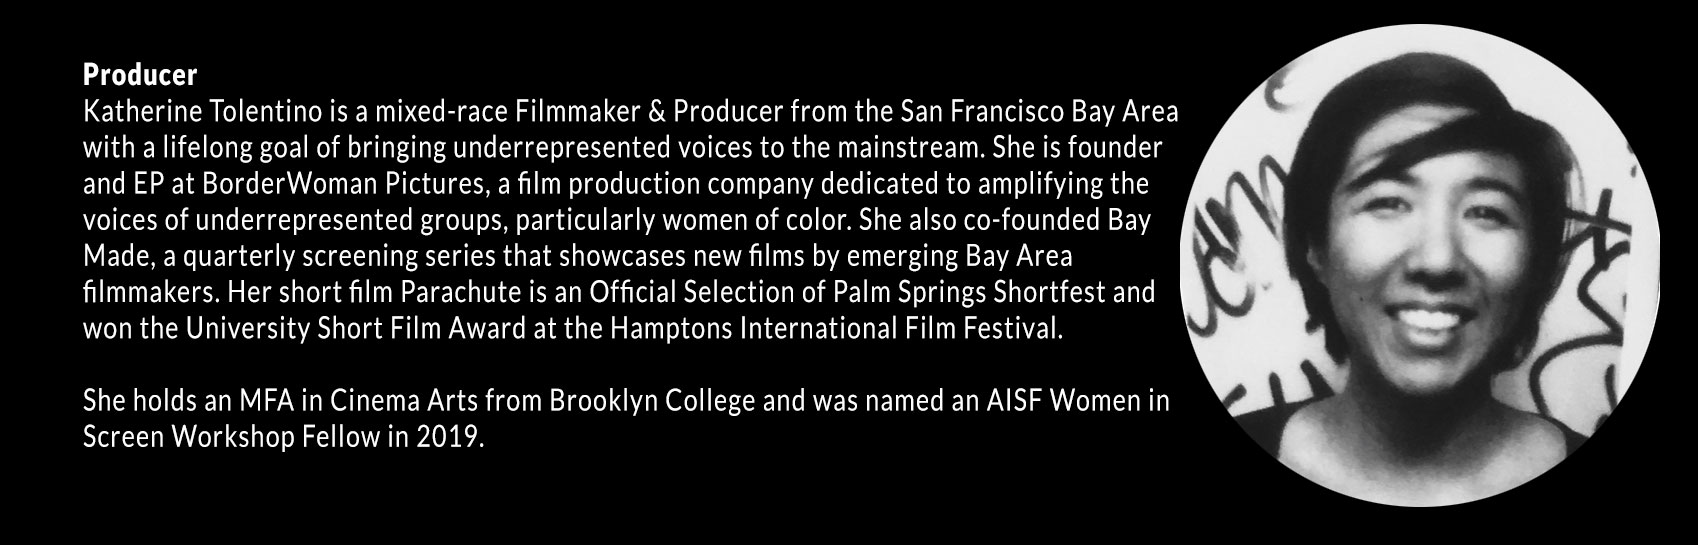 Producer
Katherine Tolentino is a mixed-race Filmmaker & Producer from the San Francisco Bay Area
with a lifelong goal of bringing underrepresented voices to the mainstream. She is founder
and EP at BorderWoman Pictures, a film production company dedicated to amplifying the
voices of underrepresented groups, particularly women of color. She also co-founded Bay
Made, a quarterly screening series that showcases new films by emerging Bay Area
filmmakers. Her short film Parachute is an Official Selection of Palm Springs Shortfest and
won the University Short Film Award at the Hamptons International Film Festival.
She holds an MFA in Cinema Arts from Brooklyn College and was named an AISF Women in
Screen Workshop Fellow in 2019.